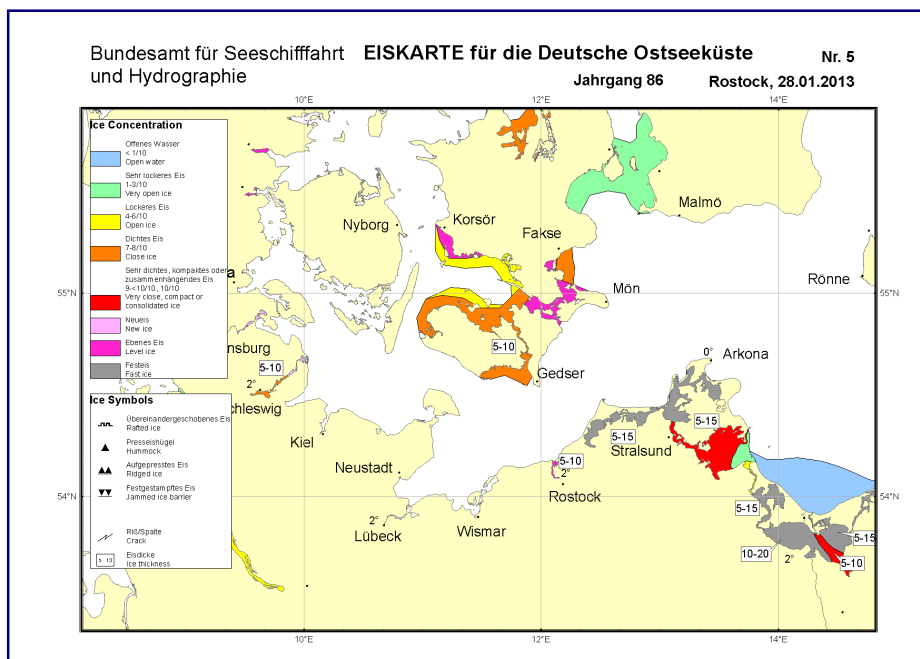 Bundesamt für Seeschifffahrt
und Hydrographie
EISKARTE für die Deutsche Ostseeküste
Nr. 5
Jahrgang 86
Rostock, 28.01.2013
10°E
12°E
14°E
Ice Concentration
Offenes Wasser
< 1/10
Open water
Sehr lockeres Eis
1-3/10
Very open ice
Lockeres Eis
4-6/10
Open ice
Dichtes Eis
7-8/10
Close ice
Sehr dichtes, kompaktes oder
zusammenhängendes Eis
9-<10/10, 10/10
Very close, compact or
consolidated ice
Neueis
New ice
Ebenes Eis
Level ice
Festeis
Fast ice
Ice Symbols
Übereinandergeschobenes Eis
Rafted ice
Presseishügel
Hummock
Aufgepresstes Eis
Ridged ice
Festgestampftes Eis
Jammed ice barrier
Riß/Spalte
Crack
Eisdicke
Ice thickness
5 - 10
Nyborg
Korsör
Fakse
Malmö
Rönne
Mön
55°N
55°N
a
nsburg
5-10
2°
chleswig
5-10
Gedser
0°
Arkona
Kiel
5-15
5-15
Stralsund
Neustadt
5-10
2°
Rostock
54°N
54°N
2°
Lübeck
Wismar
5-15
5-15
10-20
2°
5-10
10°E
12°E
14°E